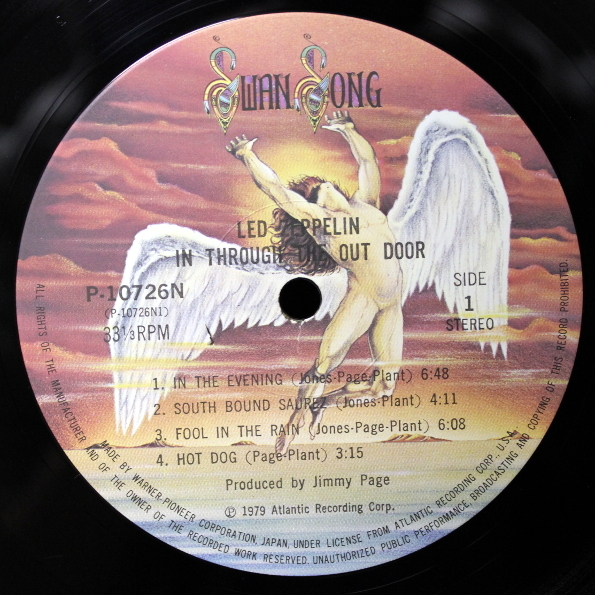 SWAN SONG
LED ZEPPELIN
IN THROUGH THE OUT DOOR
P-10726N
(P-10726N1)
33 1/3 RPM
SIDE
1
STEREO
1. IN THE EVENING (Jones-Page-Plant) 6:48
2. SOUTH BOUND SAUREZ (Jones-Plant) 4:11
3. FOOL IN THE RAIN (Jones-Page-Plant) 6:08
4. HOT DOG (Page-Plant) 3:15
Produced by Jimmy Page
℗ 1979 Atlantic Recording Corp.
MADE BY WARNER-PIONEER CORPORATION, JAPAN, UNDER LICENSE FROM ATLANTIC RECORDING CORP., U.S.A.
ALL RIGHTS OF THE MANUFACTURER AND OF THE OWNER OF THE RECORDED WORK RESERVED. UNAUTHORIZED PUBLIC PERFORMANCE, BROADCASTING AND COPYING OF THIS RECORD PROHIBITED.